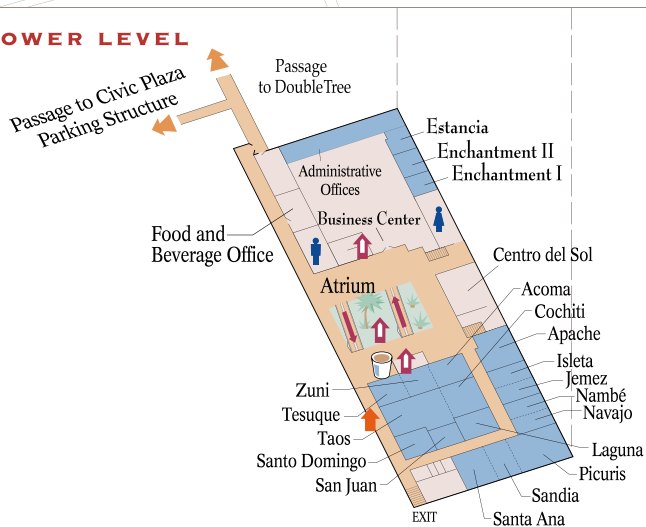 OWER LEVEL
Passage
to DoubleTree
Passage to Civic Plaza
Parking Structure
Estancia
Enchantment II
Enchantment I
Administrative
Offices
Business Center
Food and
Beverage Office
Centro del Sol
Atrium
Acoma
Cochiti
Apache
Isleta
Jemez
Nambé
Navajo
Zuni
Tesuque
Taos
Santo Domingo
San Juan
Laguna
Picuris
Sandia
Santa Ana
EXIT